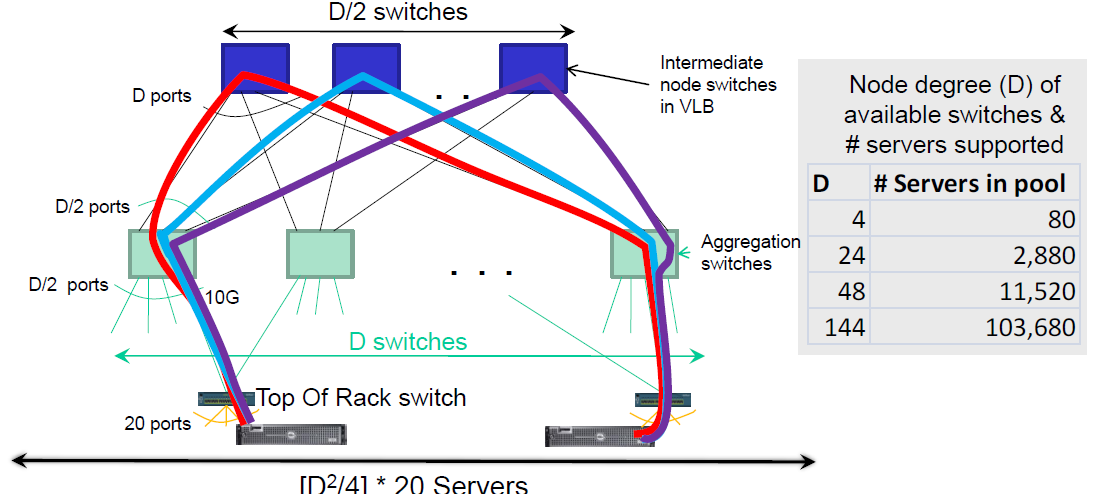 D/2 switches
Intermediate
node switches
in VLB
D ports
. . .
D/2 ports
Aggregation
switches
D/2 ports
10G
. . .
D switches
Top Of Rack switch
20 ports
[D²/4] * 20 Servers
Node degree (D) of
available switches &
# servers supported
D # Servers in pool
4 80
24 2,880
48 11,520
144 103,680